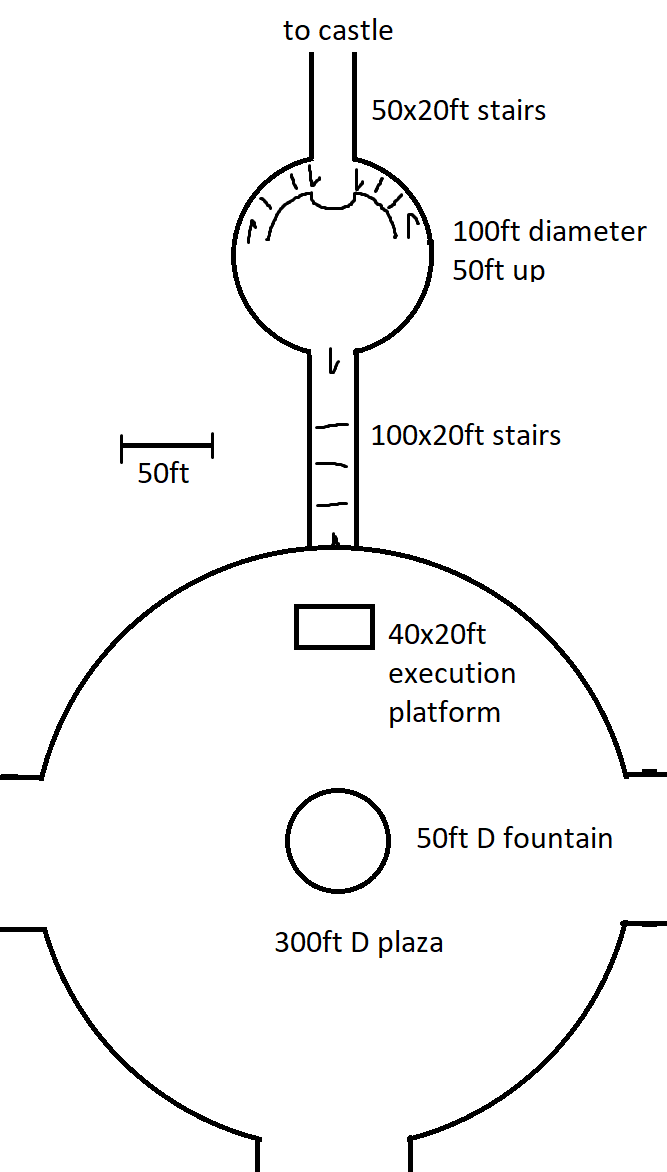 to castle
50x20ft stairs
100ft diameter
50ft up
100x20ft stairs
50ft
40x20ft
execution
platform
50ft D fountain
300ft D plaza